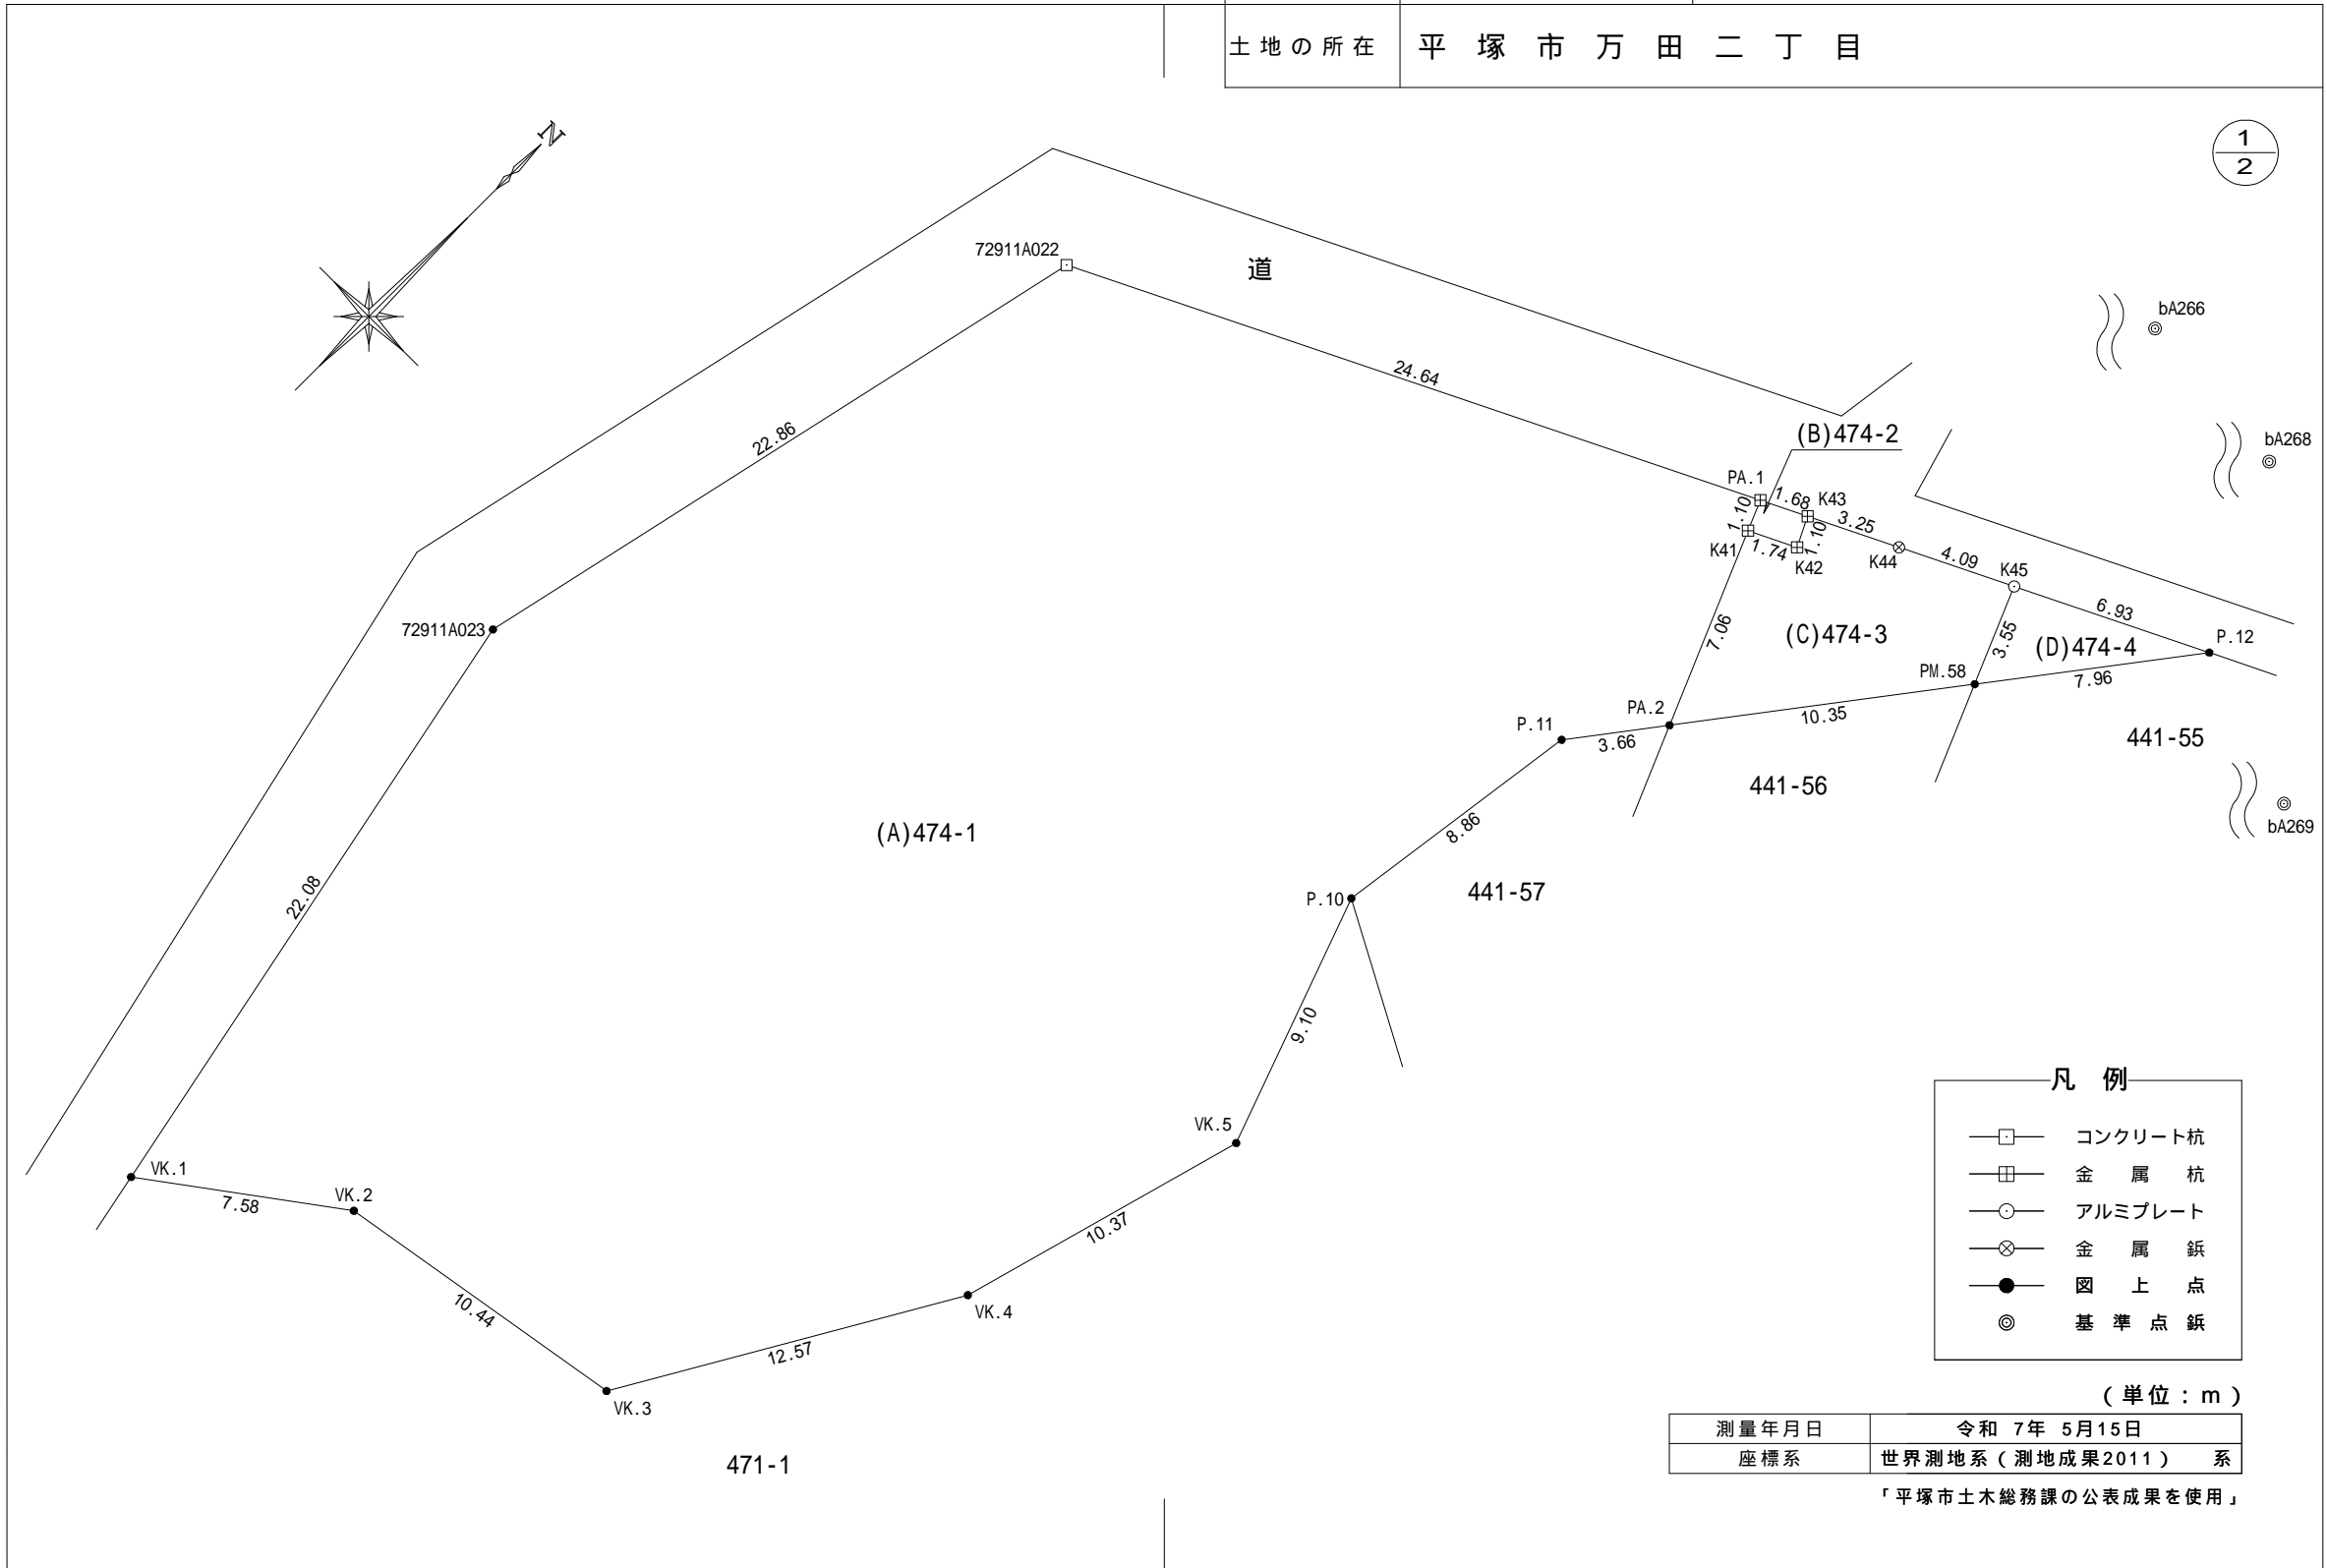 土地の所在 平塚市万田二丁目
1
2
N
72911A022
道
bA266
24.64
22.86
(B)474-2
bA268
PA.1
1.68
K43
1.10
3.25
K41
1.74
1.10
K42
K44
4.09
K45
6.93
72911A023
7.06
(C)474-3
3.55
(D)474-4
P.12
PM.58
7.96
PA.2
10.35
P.11
3.66
441-55
441-56
(A)474-1
8.86
bA269
441-57
P.10
22.08
9.10
VK.5
VK.1
7.58
VK.2
10.37
10.44
VK.4
12.57
VK.3
471-1
凡 例
コンクリート杭
金属杭
アルミプレート
金属鋲
図上点
基準点鋲
(単位:m)
測量年月日 令和 7年 5月15日
座標系 世界測地系(測地成果2011) 系
「平塚市土木総務課の公表成果を使用」